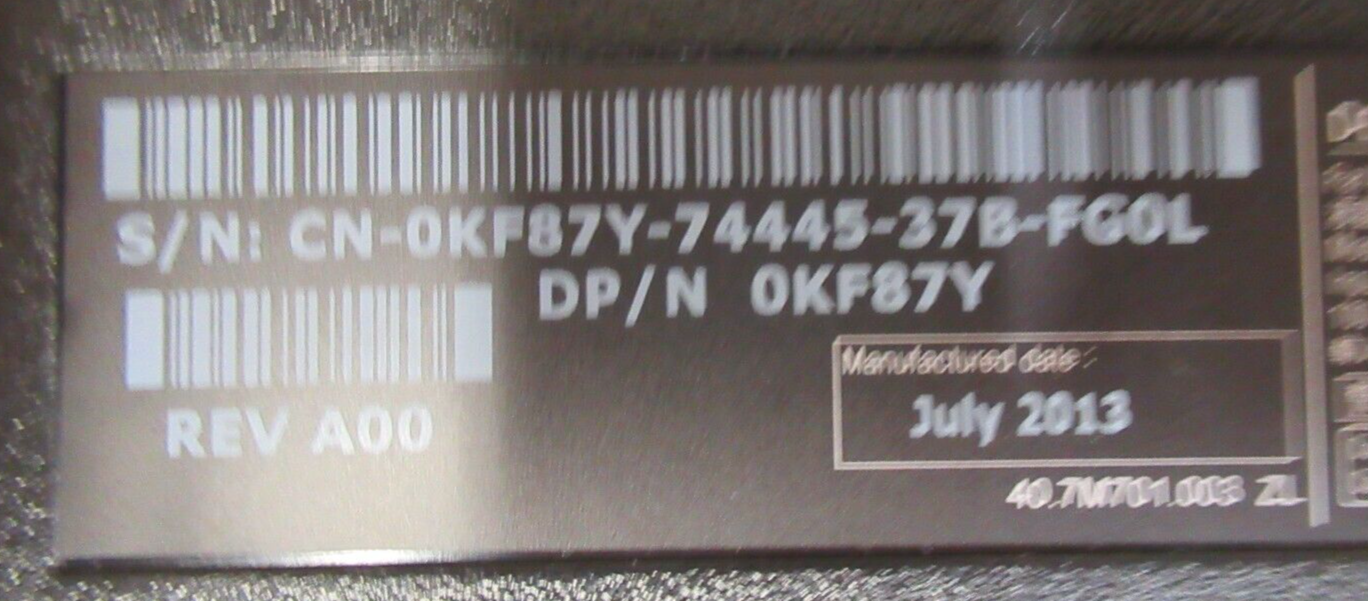 S/N: CN-0KF87Y-74445-37B-FG0L
DP/N 0KF87Y
REV A00
Manufactured date:
July 2013
40.7M701.003 ZL